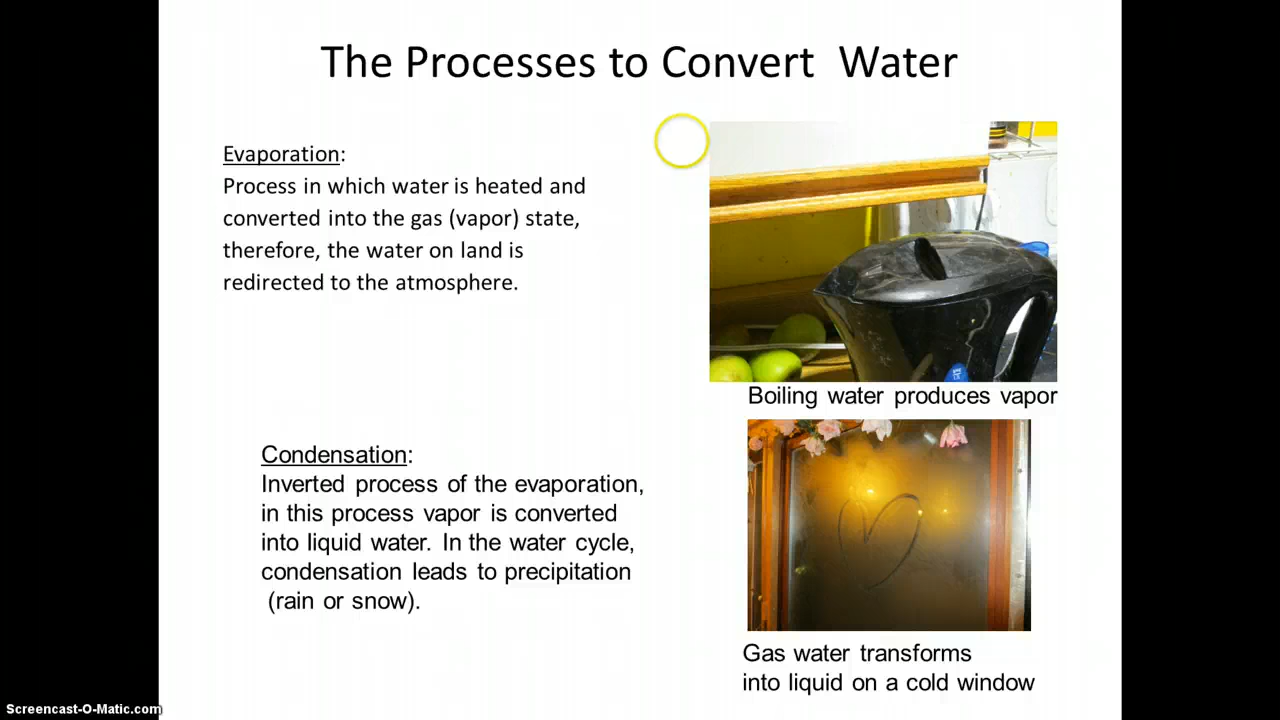 The Processes to Convert  Water
Evaporation:
Process in which water is heated and
converted into the gas (vapor) state,
therefore, the water on land is
redirected to the atmosphere.
Boiling water produces vapor
Condensation:
Inverted process of the evaporation,
in this process vapor is converted
into liquid water. In the water cycle,
condensation leads to precipitation
(rain or snow).
Gas water transforms
into liquid on a cold window
Screencast-O-Matic.com